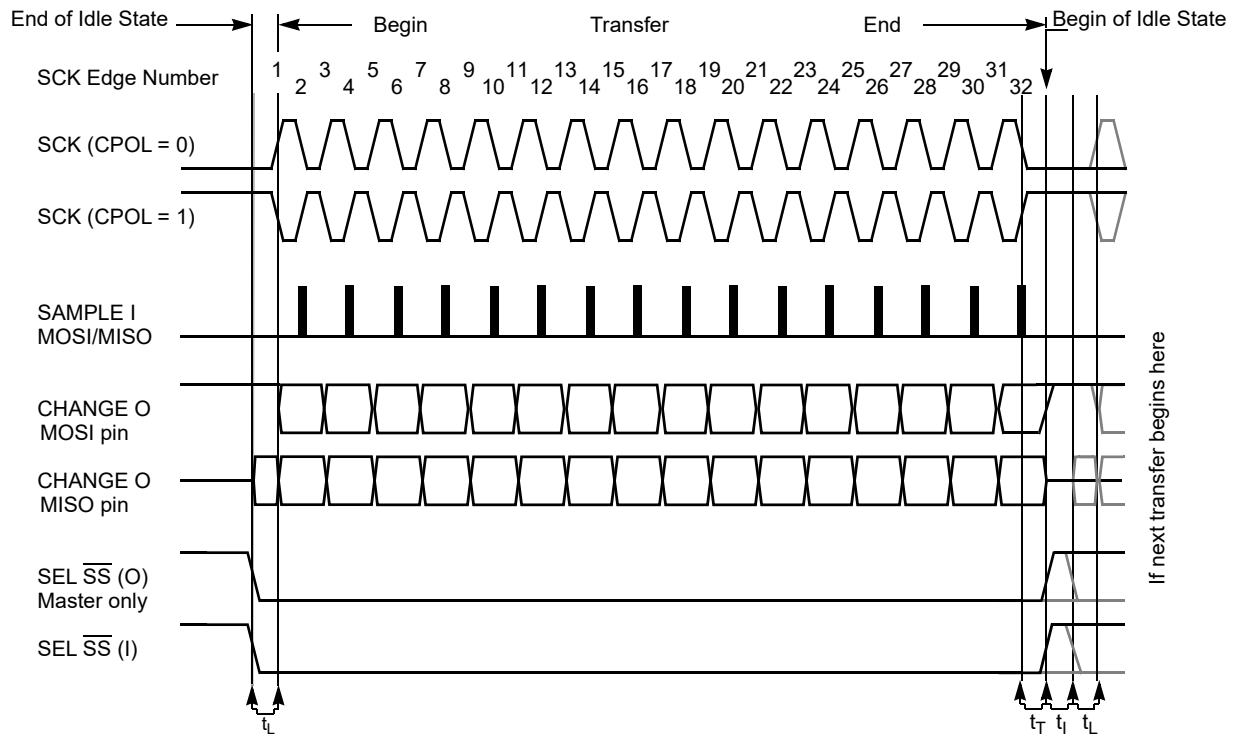 End of Idle State
Begin
Transfer
End
Begin of Idle State
SCK Edge Number
1 3 5 7 9 11 13 15 17 19 21 23 25 27 29 31
2 4 6 8 10 12 14 16 18 20 22 24 26 28 30 32
SCK (CPOL = 0)
SCK (CPOL = 1)
SAMPLE I
MOSI/MISO
CHANGE O
MOSI pin
CHANGE O
MISO pin
SEL S̅S̅ (O)
Master only
SEL S̅S̅ (I)
tL
tT tI tL
If next transfer begins here